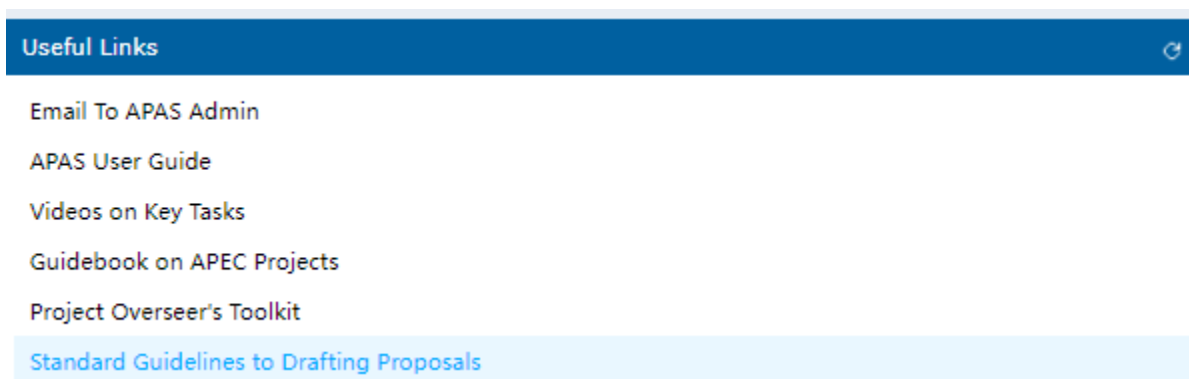 Useful Links
Email To APAS Admin
APAS User Guide
Videos on Key Tasks
Guidebook on APEC Projects
Project Overseer's Toolkit
Standard Guidelines to Drafting Proposals